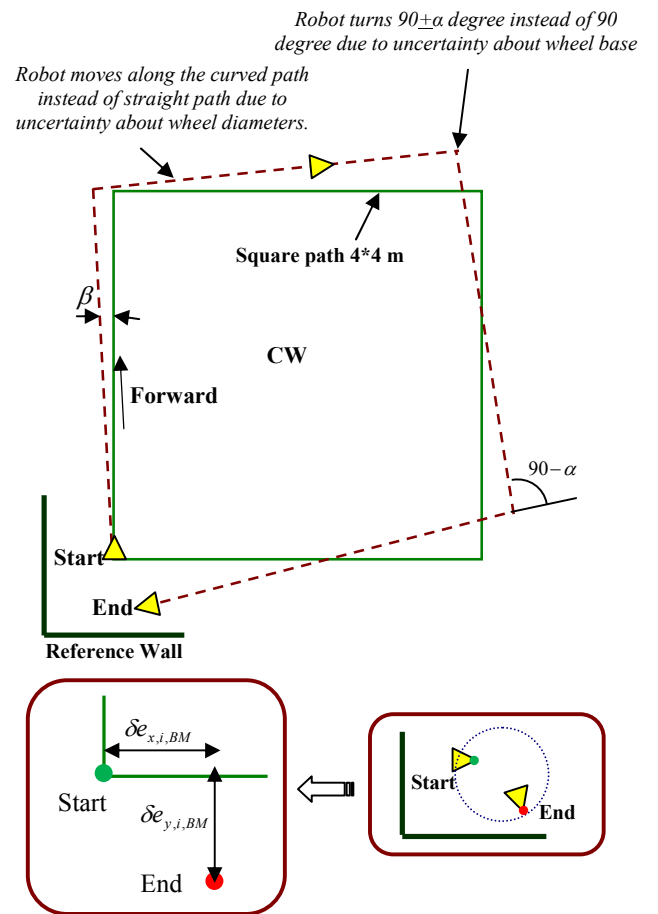 Robot turns 90±α degree instead of 90
degree due to uncertainty about wheel base
Robot moves along the curved path
instead of straight path due to
uncertainty about wheel diameters.
Square path 4*4 m
β
CW
Forward
90−α
Start
End
Reference Wall
δe_{x,i,BM}
Start
δe_{y,i,BM}
End
Start
End